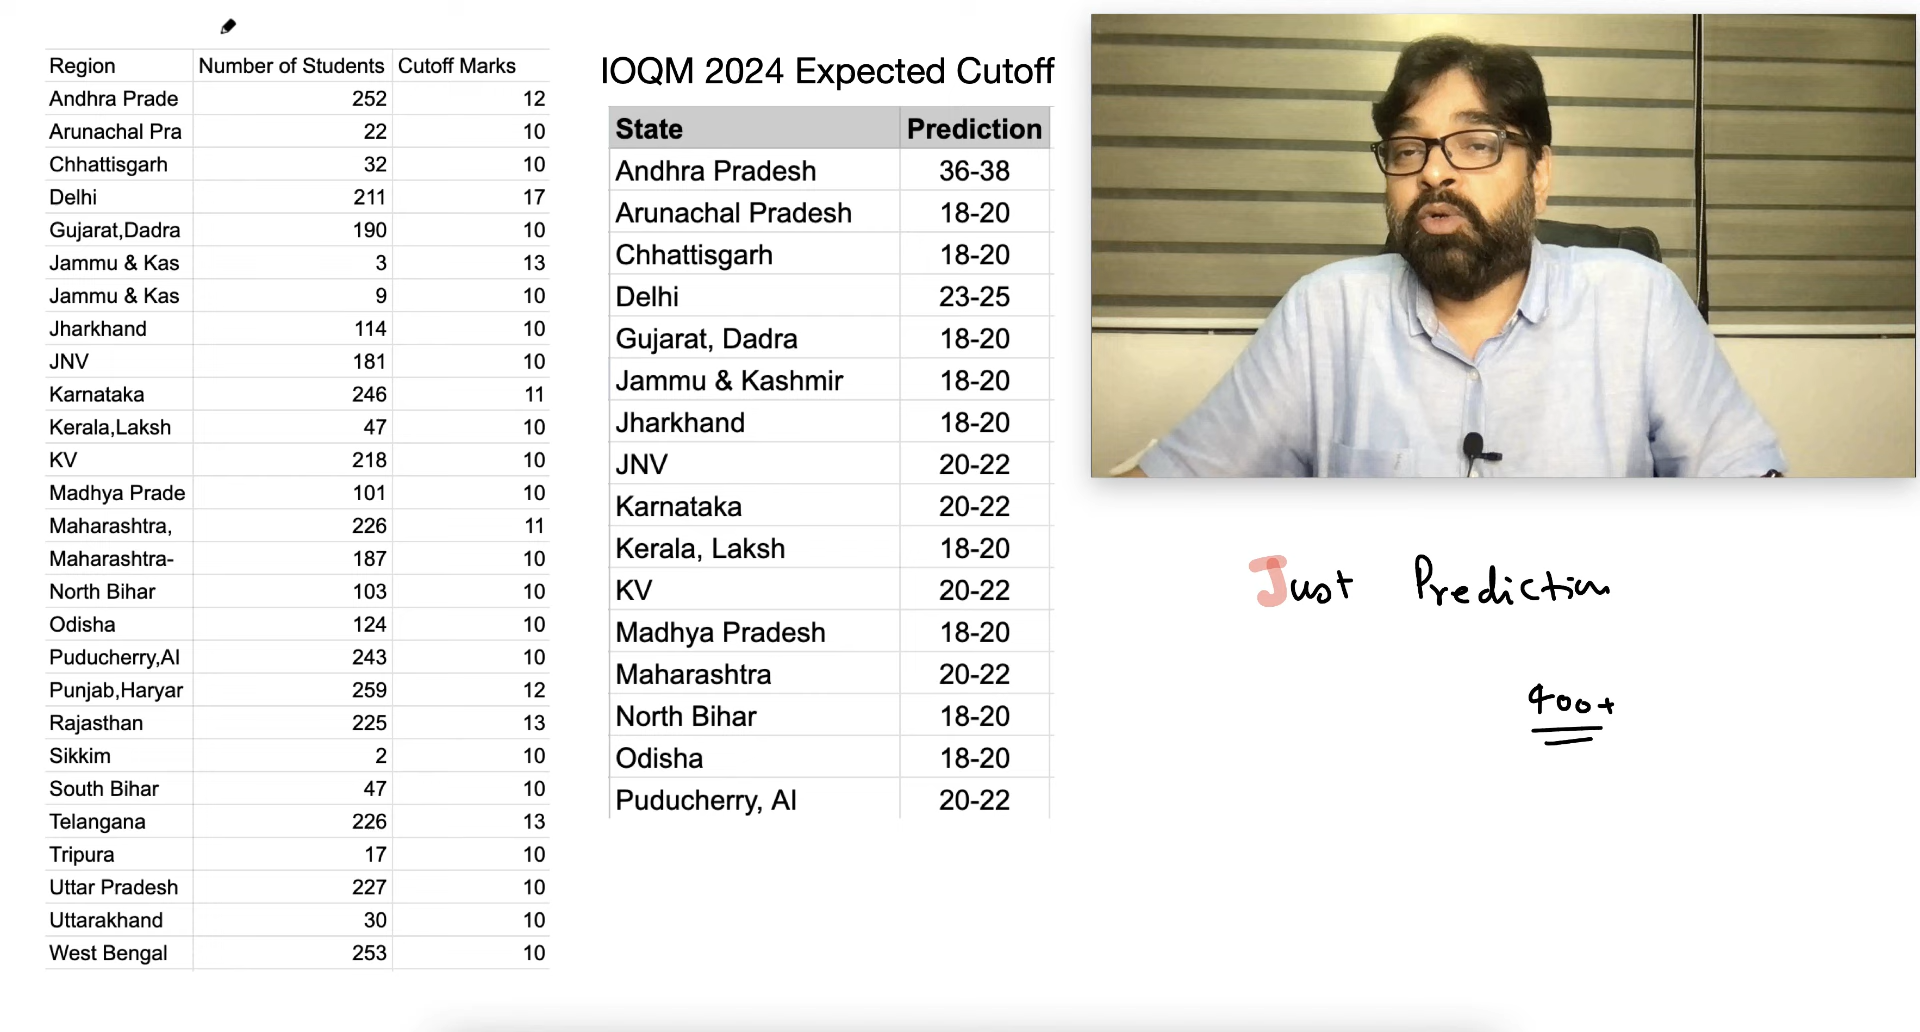 Region Number of Students Cutoff Marks
Andhra Prade 252 12
Arunachal Pra 22 10
Chhattisgarh 32 10
Delhi 211 17
Gujarat,Dadra 190 10
Jammu & Kas 3 13
Jammu & Kas 9 10
Jharkhand 114 10
JNV 181 10
Karnataka 246 11
Kerala,Laksh 47 10
KV 218 10
Madhya Prade 101 10
Maharashtra, 226 11
Maharashtra- 187 10
North Bihar 103 10
Odisha 124 10
Puducherry,Al 243 10
Punjab,Haryar 259 12
Rajasthan 225 13
Sikkim 2 10
South Bihar 47 10
Telangana 226 13
Tripura 17 10
Uttar Pradesh 227 10
Uttarakhand 30 10
West Bengal 253 10
IOQM 2024 Expected Cutoff
State Prediction
Andhra Pradesh 36-38
Arunachal Pradesh 18-20
Chhattisgarh 18-20
Delhi 23-25
Gujarat, Dadra 18-20
Jammu & Kashmir 18-20
Jharkhand 18-20
JNV 20-22
Karnataka 20-22
Kerala, Laksh 18-20
KV 20-22
Madhya Pradesh 18-20
Maharashtra 20-22
North Bihar 18-20
Odisha 18-20
Puducherry, Al 20-22
Just Prediction
400+